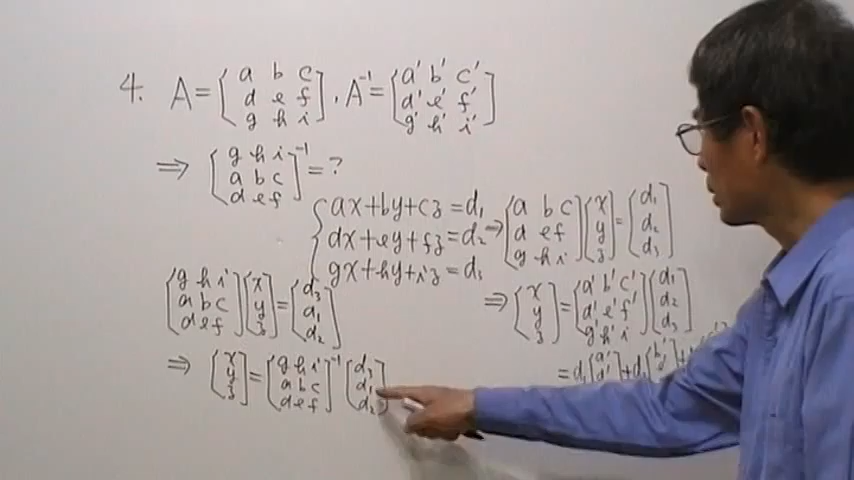 4. A = [a b c; d e f; g h i], A⁻¹ = [a' b' c'; d' e' f'; g' h' i']
⇒ [g h i; a b c; d e f]⁻¹ = ?
{ax+by+cz = d₁
dx+ey+fz = d₂
gx+hy+iz = d₃
⇒ [a b c; d e f; g h i][x; y; z] = [d₁; d₂; d₃]
⇒ [x; y; z] = [a' b' c'; d' e' f'; g' h' i][d₁; d₂; d₃]
= d₁[a'; d'
+ d
[b'
+
c'
[g h i; a b c; d e f][x; y; z] = [d₃; d₁; d₂]
⇒ [x; y; z] = [g h i; a b c; d e f]⁻¹ [d₃; d₁; d₂]